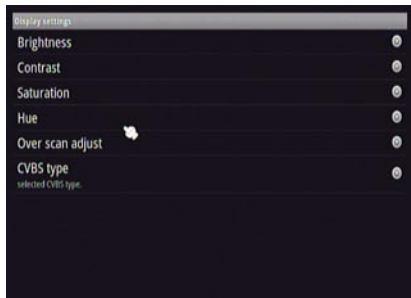 Display settings
Brightness
Contrast
Saturation
Hue
Over scan adjust
CVBS type
selected CVBS type.